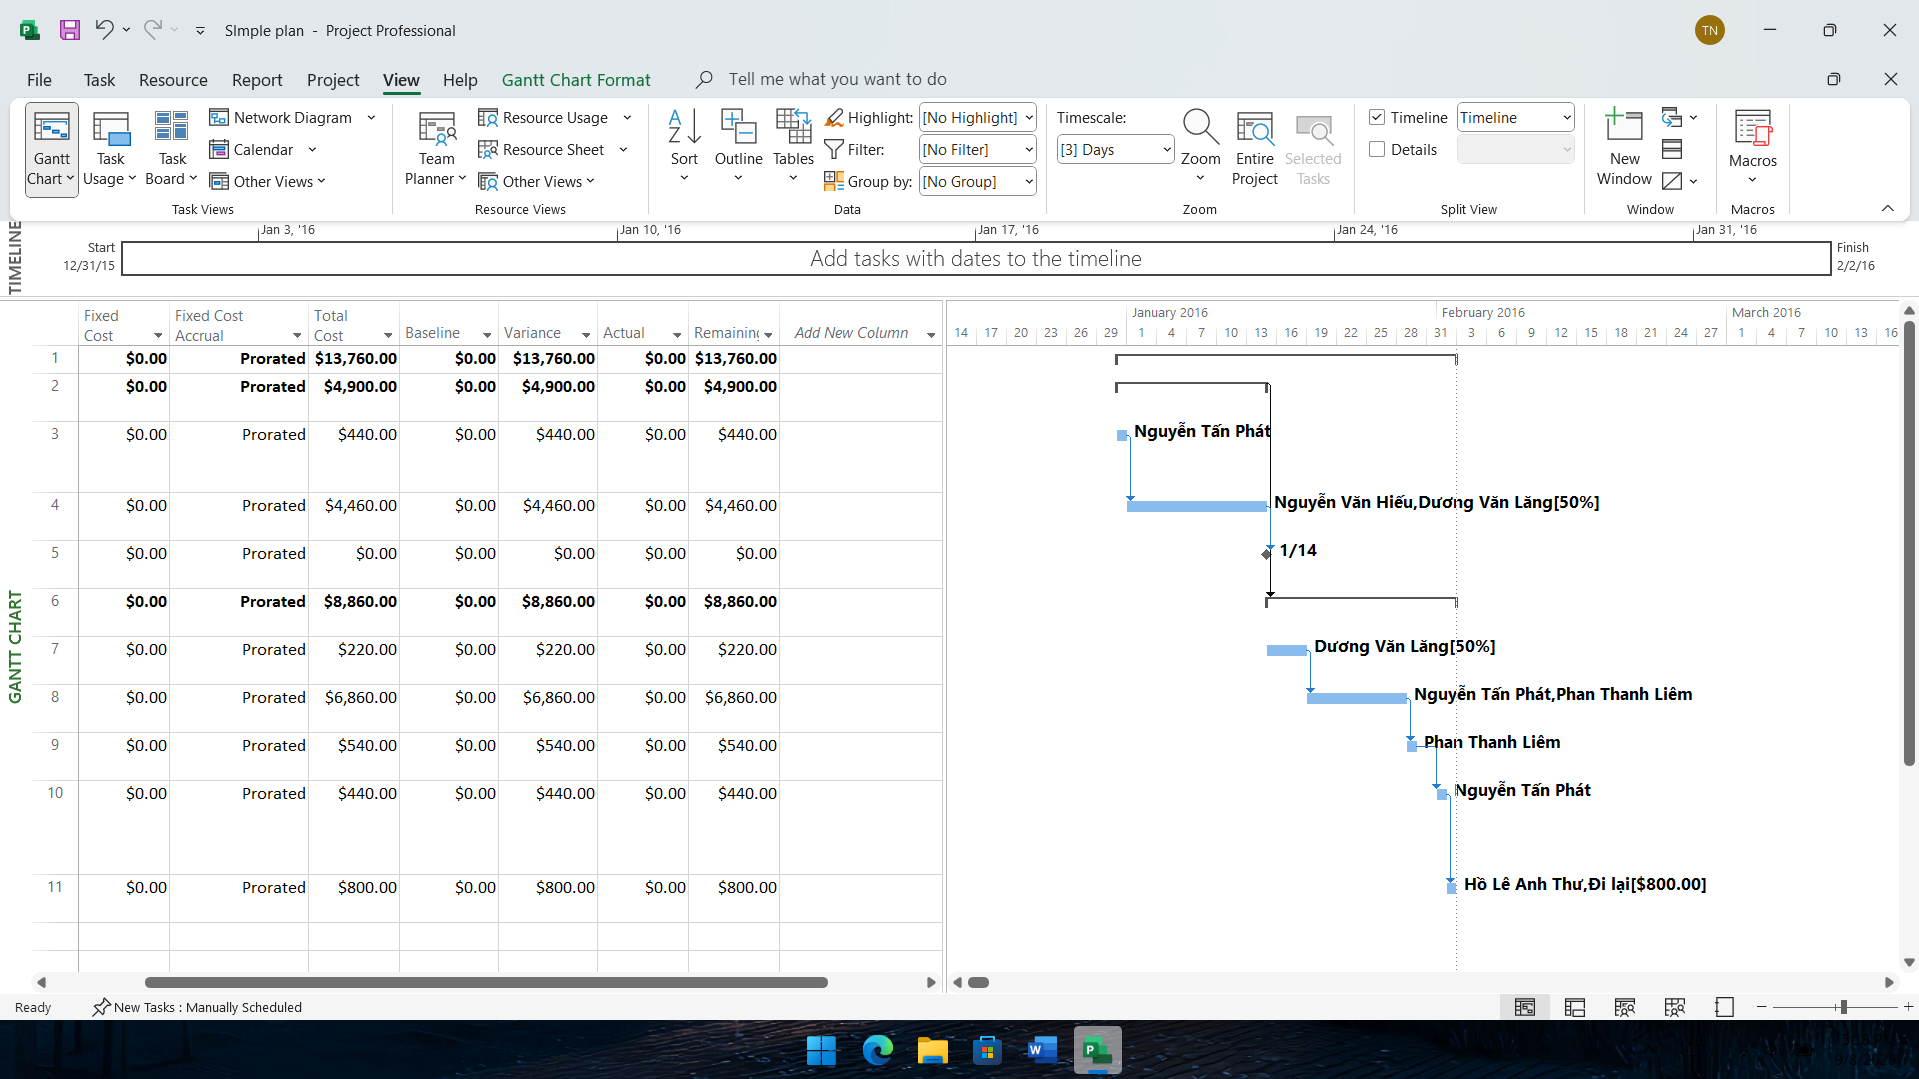 SImple plan - Project Professional
TN
File Task Resource Report Project View Help Gantt Chart Format Tell me what you want to do
Gantt Chart
Task Usage
Task Board
Network Diagram
Calendar
Other Views
Task Views
Team Planner
Resource Usage
Resource Sheet
Other Views
Resource Views
Sort
Outline
Tables
Highlight: [No Highlight]
Filter: [No Filter]
Group by: [No Group]
Data
Timescale:
[3] Days
Zoom
Entire Project
Selected Tasks
Zoom
Timeline Timeline
Details
Split View
New Window
Window
Macros
Macros
TIMELINE
Jan 3, '16 Jan 10, '16 Jan 17, '16 Jan 24, '16 Jan 31, '16
Start
12/31/15
Add tasks with dates to the timeline
Finish
2/2/16
GANTT CHART
Fixed Cost Fixed Cost Accrual Total Cost Baseline Variance Actual Remaining Add New Column
1 $0.00 Prorated $13,760.00 $0.00 $13,760.00 $0.00 $13,760.00
2 $0.00 Prorated $4,900.00 $0.00 $4,900.00 $0.00 $4,900.00
3 $0.00 Prorated $440.00 $0.00 $440.00 $0.00 $440.00
4 $0.00 Prorated $4,460.00 $0.00 $4,460.00 $0.00 $4,460.00
5 $0.00 Prorated $0.00 $0.00 $0.00 $0.00 $0.00
6 $0.00 Prorated $8,860.00 $0.00 $8,860.00 $0.00 $8,860.00
7 $0.00 Prorated $220.00 $0.00 $220.00 $0.00 $220.00
8 $0.00 Prorated $6,860.00 $0.00 $6,860.00 $0.00 $6,860.00
9 $0.00 Prorated $540.00 $0.00 $540.00 $0.00 $540.00
10 $0.00 Prorated $440.00 $0.00 $440.00 $0.00 $440.00
11 $0.00 Prorated $800.00 $0.00 $800.00 $0.00 $800.00
January 2016 February 2016 March 2016
14 17 20 23 26 29 1 4 7 10 13 16 19 22 25 28 31 3 6 9 12 15 18 21 24 27 1 4 7 10 13 16
Nguyễn Tấn Phát
Nguyễn Văn Hiếu,Dương Văn Lăng[50%]
1/14
Dương Văn Lăng[50%]
Nguyễn Tấn Phát,Phan Thanh Liêm
Phan Thanh Liêm
Nguyễn Tấn Phát
Hồ Lê Anh Thư,Đi lại[$800.00]
Ready New Tasks : Manually Scheduled